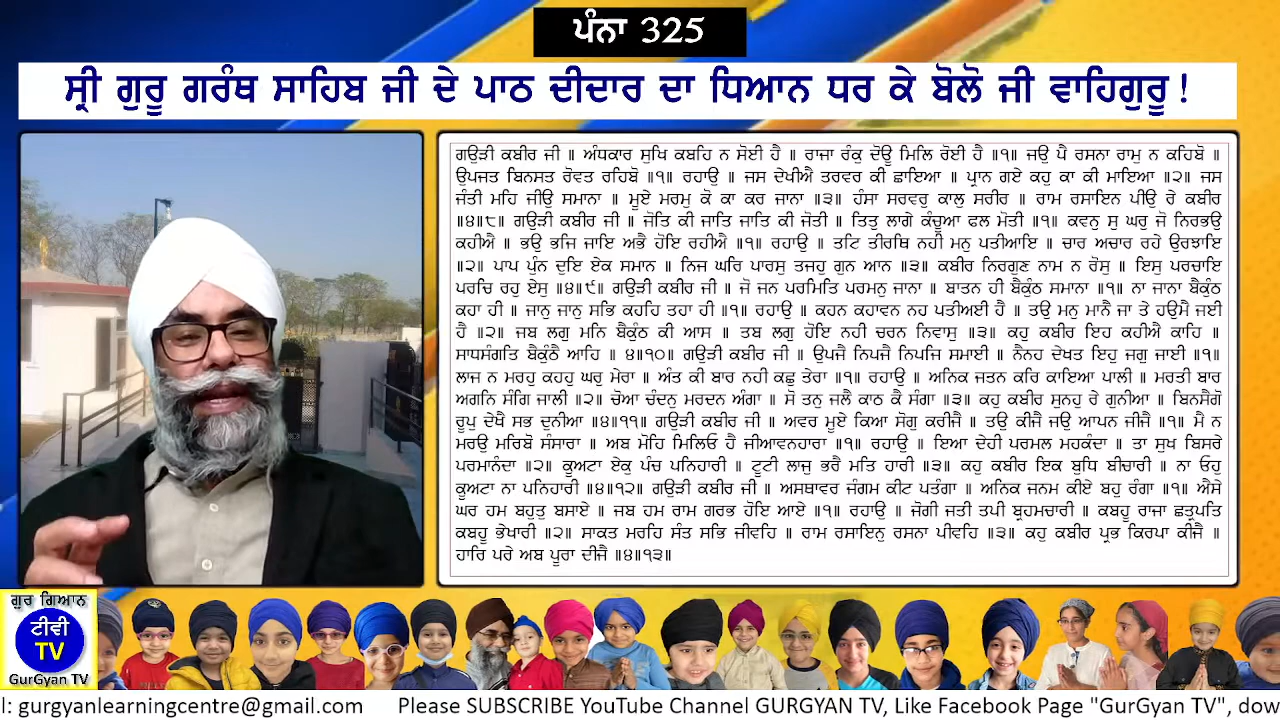 ਪੰਨਾ 325
ਸ੍ਰੀ ਗੁਰੂ ਗਰੰਥ ਸਾਹਿਬ ਜੀ ਦੇ ਪਾਠ ਦੀਦਾਰ ਦਾ ਧਿਆਨ ਧਰ ਕੇ ਬੋਲੋ ਜੀ ਵਾਹਿਗੁਰੂ !
ਗਉੜੀ ਕਬੀਰ ਜੀ ॥ ਅੰਧਕਾਰ ਸੁਖਿ ਕਬਹਿ ਨ ਸੋਈ ਹੈ ॥ ਰਾਜਾ ਰੰਕੁ ਦੋਊ ਮਿਲਿ ਰੋਈ ਹੈ ॥੧॥ ਜਉ ਪੈ ਰਸਨਾ ਰਾਮੁ ਨ ਕਹਿਬੋ ॥
ਉਪਜਤ ਬਿਨਸਤ ਰੋਵਤ ਰਹਿਬੋ ॥੧॥ ਰਹਾਉ ॥ ਜਸ ਦੇਖੀਐ ਤਰਵਰ ਕੀ ਛਾਇਆ ॥ ਪ੍ਰਾਨ ਗਏ ਕਹੁ ਕਾ ਕੀ ਮਾਇਆ ॥੨॥ ਜਸ
ਜੰਤੀ ਮਹਿ ਜੀਉ ਸਮਾਨਾ ॥ ਮੂਏ ਮਰਮੁ ਕੋ ਕਾ ਕਰ ਜਾਨਾ ॥੩॥ ਹੰਸਾ ਸਰਵਰੁ ਕਾਲੁ ਸਰੀਰ ॥ ਰਾਮ ਰਸਾਇਨ ਪੀਉ ਰੇ ਕਬੀਰ
॥੪॥੮॥ ਗਉੜੀ ਕਬੀਰ ਜੀ ॥ ਜੋਤਿ ਕੀ ਜਾਤਿ ਜਾਤਿ ਕੀ ਜੋਤੀ ॥ ਤਿਤੁ ਲਾਗੇ ਕੰਚੂਆ ਫਲ ਮੋਤੀ ॥੧॥ ਕਵਨੁ ਸੁ ਘਰੁ ਜੋ ਨਿਰਭਉ
ਕਹੀਐ ॥ ਭਉ ਭਜਿ ਜਾਇ ਅਭੈ ਹੋਇ ਰਹੀਐ ॥੧॥ ਰਹਾਉ ॥ ਤਟਿ ਤੀਰਥਿ ਨਹੀ ਮਨੁ ਪਤੀਆਇ ॥ ਚਾਰ ਅਚਾਰ ਰਹੇ ਉਰਝਾਇ
॥੨॥ ਪਾਪ ਪੁੰਨ ਦੁਇ ਏਕ ਸਮਾਨ ॥ ਨਿਜ ਘਰਿ ਪਾਰਸੁ ਤਜਹੁ ਗੁਨ ਆਨ ॥੩॥ ਕਬੀਰ ਨਿਰਗੁਣ ਨਾਮ ਨ ਰੋਸੁ ॥ ਇਸੁ ਪਰਚਾਇ
ਪਰਚਿ ਰਹੁ ਏਸੁ ॥੪॥੯॥ ਗਉੜੀ ਕਬੀਰ ਜੀ ॥ ਜੋ ਜਨ ਪਰਮਿਤਿ ਪਰਮਨੁ ਜਾਨਾ ॥ ਬਾਤਨ ਹੀ ਬੈਕੁੰਠ ਸਮਾਨਾ ॥੧॥ ਨਾ ਜਾਨਾ ਬੈਕੁੰਠ
ਕਹਾ ਹੀ ॥ ਜਾਨੁ ਜਾਨੁ ਸਭਿ ਕਹਹਿ ਤਹਾ ਹੀ ॥੧॥ ਰਹਾਉ ॥ ਕਹਨ ਕਹਾਵਨ ਨਹ ਪਤੀਅਈ ਹੈ ॥ ਤਉ ਮਨੁ ਮਾਨੈ ਜਾ ਤੇ ਹਉਮੈ ਜਈ
ਹੈ ॥੨॥ ਜਬ ਲਗੁ ਮਨਿ ਬੈਕੁੰਠ ਕੀ ਆਸ ॥ ਤਬ ਲਗੁ ਹੋਇ ਨਹੀ ਚਰਨ ਨਿਵਾਸੁ ॥੩॥ ਕਹੁ ਕਬੀਰ ਇਹ ਕਹੀਐ ਕਾਹਿ ॥
ਸਾਧਸੰਗਤਿ ਬੈਕੁੰਠੈ ਆਹਿ ॥ ੪॥੧੦॥ ਗਉੜੀ ਕਬੀਰ ਜੀ ॥ ਉਪਜੈ ਨਿਪਜੈ ਨਿਪਜਿ ਸਮਾਈ ॥ ਨੈਨਹ ਦੇਖਤ ਇਹੁ ਜਗੁ ਜਾਈ ॥੧॥
ਲਾਜ ਨ ਮਰਹੁ ਕਹਹੁ ਘਰੁ ਮੇਰਾ ॥ ਅੰਤ ਕੀ ਬਾਰ ਨਹੀ ਕਛੁ ਤੇਰਾ ॥੧॥ ਰਹਾਉ ॥ ਅਨਿਕ ਜਤਨ ਕਰਿ ਕਾਇਆ ਪਾਲੀ ॥ ਮਰਤੀ ਬਾਰ
ਅਗਨਿ ਸੰਗਿ ਜਾਲੀ ॥੨॥ ਚੋਆ ਚੰਦਨੁ ਮਰਦਨ ਅੰਗਾ ॥ ਸੋ ਤਨੁ ਜਲੈ ਕਾਠ ਕੈ ਸੰਗਾ ॥੩॥ ਕਹੁ ਕਬੀਰ ਸੁਨਹੁ ਰੇ ਗੁਨੀਆ ॥ ਬਿਨਸੈਗੋ
ਰੂਪੁ ਦੇਖੈ ਸਭ ਦੁਨੀਆ ॥੪॥੧੧॥ ਗਉੜੀ ਕਬੀਰ ਜੀ ॥ ਅਵਰ ਮੂਏ ਕਿਆ ਸੋਗੁ ਕਰੀਜੈ ॥ ਤਉ ਕੀਜੈ ਜਉ ਆਪਨ ਜੀਜੈ ॥੧॥ ਮੈ ਨ
ਮਰਉ ਮਰਿਬੋ ਸੰਸਾਰਾ ॥ ਅਬ ਮੋਹਿ ਮਿਲਿਓ ਹੈ ਜੀਆਵਨਹਾਰਾ ॥੧॥ ਰਹਾਉ ॥ ਇਆ ਦੇਹੀ ਪਰਮਲ ਮਹਕੰਦਾ ॥ ਤਾ ਸੁਖ ਬਿਸਰੇ
ਪਰਮਾਨੰਦਾ ॥੨॥ ਕੂਅਟਾ ਏਕੁ ਪੰਚ ਪਨਿਹਾਰੀ ॥ ਟੂਟੀ ਲਾਜੁ ਭਰੈ ਮਤਿ ਹਾਰੀ ॥੩॥ ਕਹੁ ਕਬੀਰ ਇਕ ਬੁਧਿ ਬੀਚਾਰੀ ॥ ਨਾ ਓਹੁ
ਕੂਅਟਾ ਨਾ ਪਨਿਹਾਰੀ ॥੪॥੧੨॥ ਗਉੜੀ ਕਬੀਰ ਜੀ ॥ ਅਸਥਾਵਰ ਜੰਗਮ ਕੀਟ ਪਤੰਗਾ ॥ ਅਨਿਕ ਜਨਮ ਕੀਏ ਬਹੁ ਰੰਗਾ ॥੧॥ ਐਸੇ
ਘਰ ਹਮ ਬਹੁਤੁ ਬਸਾਏ ॥ ਜਬ ਹਮ ਰਾਮ ਗਰਭ ਹੋਇ ਆਏ ॥੧॥ ਰਹਾਉ ॥ ਜੋਗੀ ਜਤੀ ਤਪੀ ਬ੍ਰਹਮਚਾਰੀ ॥ ਕਬਹੂ ਰਾਜਾ ਛਤ੍ਰਪਤਿ
ਕਬਹੂ ਭੇਖਾਰੀ ॥੨॥ ਸਾਕਤ ਮਰਹਿ ਸੰਤ ਸਭਿ ਜੀਵਹਿ ॥ ਰਾਮ ਰਸਾਇਨੁ ਰਸਨਾ ਪੀਵਹਿ ॥੩॥ ਕਹੁ ਕਬੀਰ ਪ੍ਰਭ ਕਿਰਪਾ ਕੀਜੈ ॥
ਹਾਰਿ ਪਰੇ ਅਬ ਪੂਰਾ ਦੀਜੈ ॥੪॥੧੩॥
ਗੁਰ ਗਿਆਨ
ਟੀਵੀ
TV
GurGyan TV
l: gurgyanlearningcentre@gmail.com Please SUBSCRIBE YouTube Channel GURGYAN TV, Like Facebook Page "GurGyan TV", dow